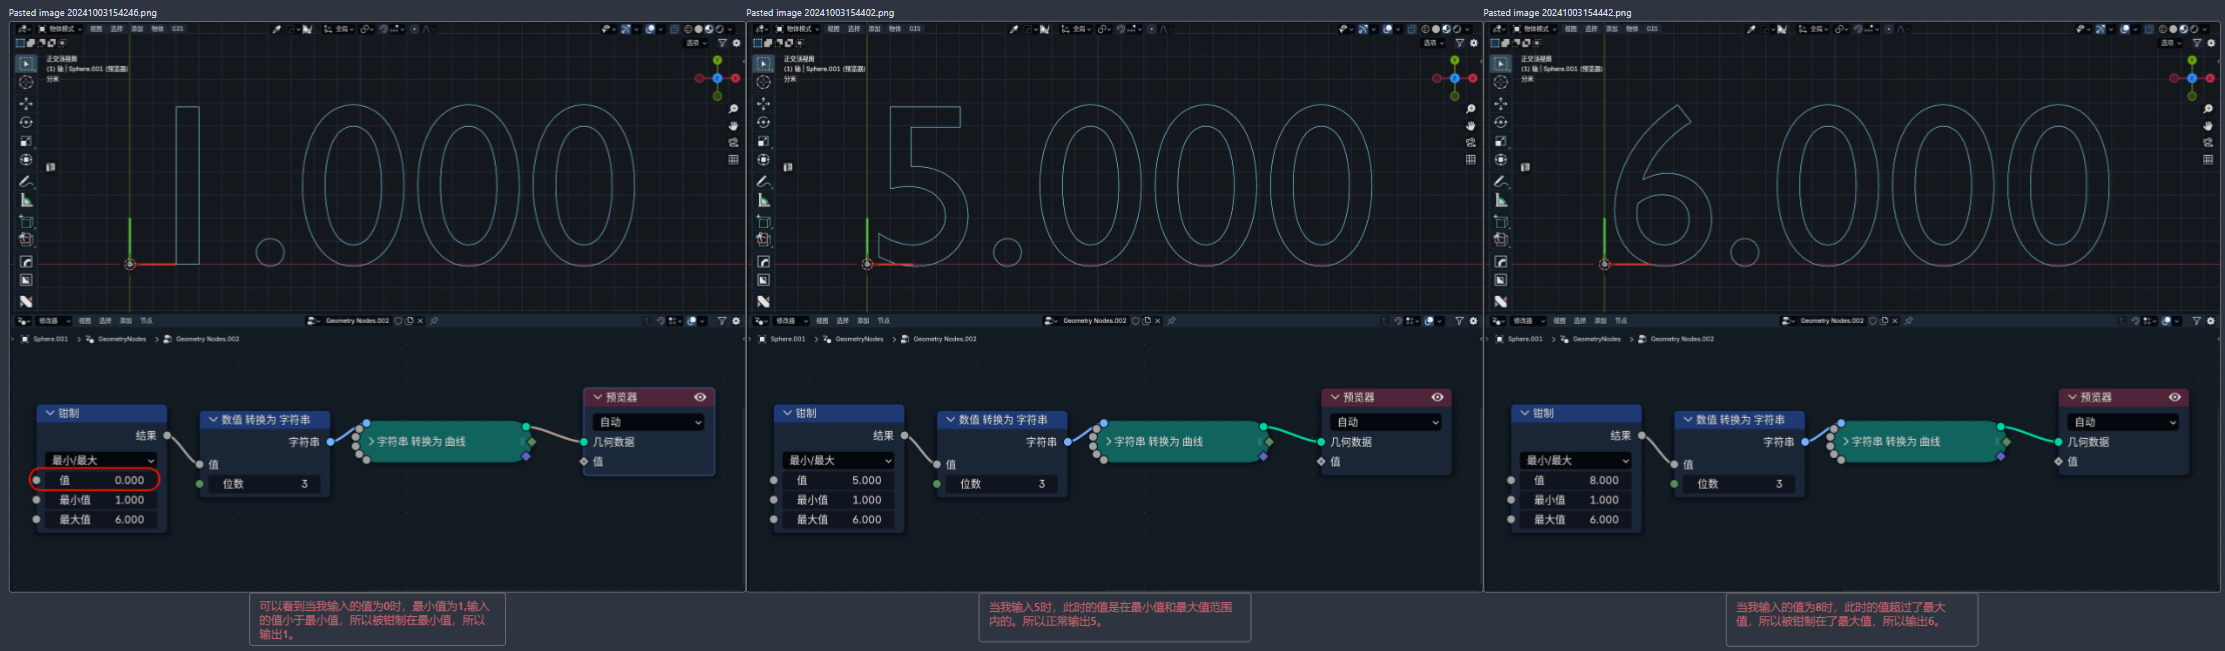 Pasted image 20241003154246.png
物体模式 视图 选择 添加 物体 GIS
全局
选项
正交顶视图
(1) 轴 | Sphere.001 (预览器)
分米
1.000
修改器 视图 选择 添加 节点
Geometry Nodes.002
Sphere.001 > GeometryNodes > Geometry Nodes.002
钳制
结果
最小/最大
值 0.000
最小值 1.000
最大值 6.000
数值 转换为 字符串
字符串
值
位数 3
字符串 转换为 曲线
预览器
自动
几何数据
值
可以看到当我输入的值为0时，最小值为1,输入
的值小于最小值，所以被钳制在最小值，所以
输出1。
Pasted image 20241003154402.png
物体模式 视图 选择 添加 物体 GIS
全局
选项
正交顶视图
(1) 轴 | Sphere.001 (预览器)
分米
5.000
修改器 视图 选择 添加 节点
Geometry Nodes.002
Sphere.001 > GeometryNodes > Geometry Nodes.002
钳制
结果
最小/最大
值 5.000
最小值 1.000
最大值 6.000
数值 转换为 字符串
字符串
值
位数 3
字符串 转换为 曲线
预览器
自动
几何数据
值
当我输入5时，此时的值是在最小值和最大值范围
内的。所以正常输出5。
Pasted image 20241003154442.png
物体模式 视图 选择 添加 物体 GIS
全局
选项
正交顶视图
(1) 轴 | Sphere.001 (预览器)
分米
6.000
修改器 视图 选择 添加 节点
Geometry Nodes.002
Sphere.001 > GeometryNodes > Geometry Nodes.002
钳制
结果
最小/最大
值 8.000
最小值 1.000
最大值 6.000
数值 转换为 字符串
字符串
值
位数 3
字符串 转换为 曲线
预览器
自动
几何数据
值
当我输入的值为8时，此时的值超过了最大
值，所以被钳制在了最大值，所以输出6。